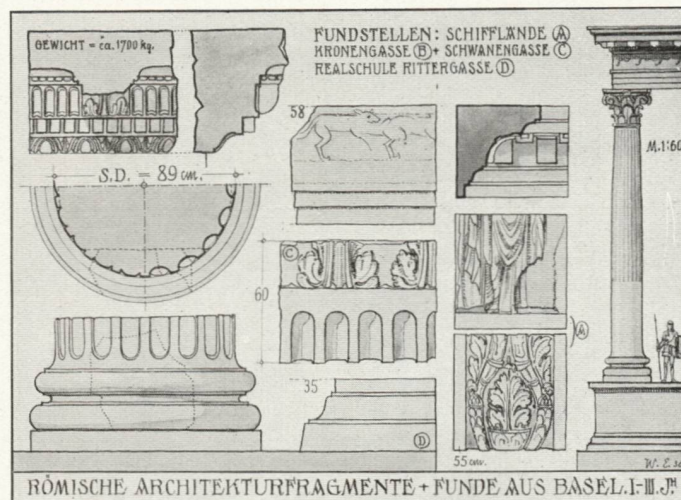 GEWICHT = ca. 1700 kg.
FUNDSTELLEN: SCHIFFLÄNDE Ⓐ
KRONENGASSE Ⓑ + SCHWANENGASSE Ⓒ
REALSCHULE RITTERGASSE Ⓓ
58
M. 1:60
S.D. = 89 cm.
Ⓒ
60
Ⓐ
35
Ⓓ
55 cm.
W. E.
RÖMISCHE ARCHITEKTURFRAGMENTE + FUNDE AUS BASEL. I-III. JH